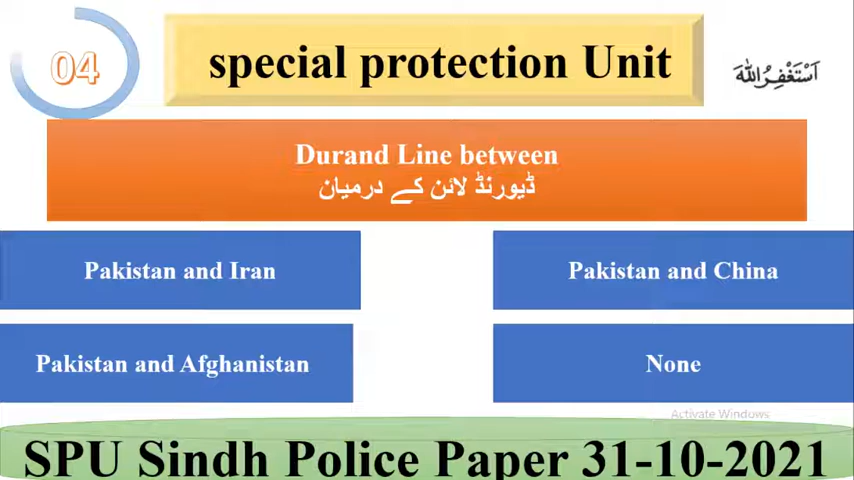 04
special protection Unit
اَسْتَغْفِرُاللهَ
Durand Line between
ڈیورنڈ لائن کے درمیان
Pakistan and Iran
Pakistan and China
Pakistan and Afghanistan
None
Activate Windows
SPU Sindh Police Paper 31-10-2021